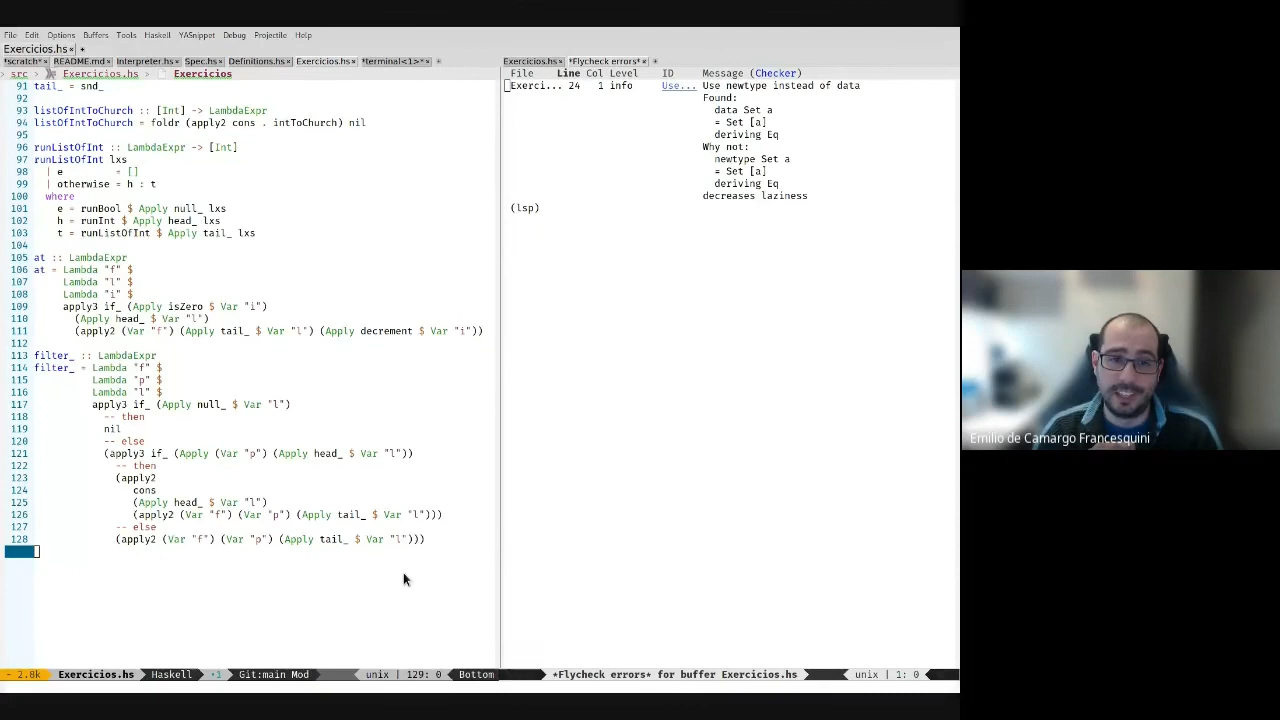 File Edit Options Buffers Tools Haskell YASnippet Debug Projectile Help
Exercicios.hs× +
*scratch*× README.md× Interpreter.hs× Spec.hs× Definitions.hs× Exercicios.hs× *terminal<1>*× +
src > Exercicios.hs > Exercicios
91 tail_ = snd_
92
93 listOfIntToChurch :: [Int] -> LambdaExpr
94 listOfIntToChurch = foldr (apply2 cons . intToChurch) nil
95
96 runListOfInt :: LambdaExpr -> [Int]
97 runListOfInt lxs
98   | e         = []
99   | otherwise = h : t
100   where
101     e = runBool $ Apply null_ lxs
102     h = runInt $ Apply head_ lxs
103     t = runListOfInt $ Apply tail_ lxs
104
105 at :: LambdaExpr
106 at = Lambda "f" $
107      Lambda "l" $
108      Lambda "i" $
109      apply3 if_ (Apply isZero $ Var "i")
110        (Apply head_ $ Var "l")
111        (apply2 (Var "f") (Apply tail_ $ Var "l") (Apply decrement $ Var "i"))
112
113 filter_ :: LambdaExpr
114 filter_ = Lambda "f" $
115           Lambda "p" $
116           Lambda "l" $
117           apply3 if_ (Apply null_ $ Var "l")
118             -- then
119             nil
120             -- else
121             (apply3 if_ (Apply (Var "p") (Apply head_ $ Var "l"))
122               -- then
123               (apply2
124                  cons
125                  (Apply head_ $ Var "l")
126                  (apply2 (Var "f") (Var "p") (Apply tail_ $ Var "l")))
127               -- else
128               (apply2 (Var "f") (Var "p") (Apply tail_ $ Var "l")))
- 2.8k Exercicios.hs Haskell •1 Git:main Mod unix | 129: 0 Bottom
Exercicios.hs× *Flycheck errors*× +
File Line Col Level ID Message (Checker)
Exerci... 24 1 info Use... Use newtype instead of data
Found:
data Set a
= Set [a]
deriving Eq
Why not:
newtype Set a
= Set [a]
deriving Eq
decreases laziness
(lsp)
*Flycheck errors* for buffer Exercicios.hs unix | 1: 0
Emilio de Camargo Francesquini